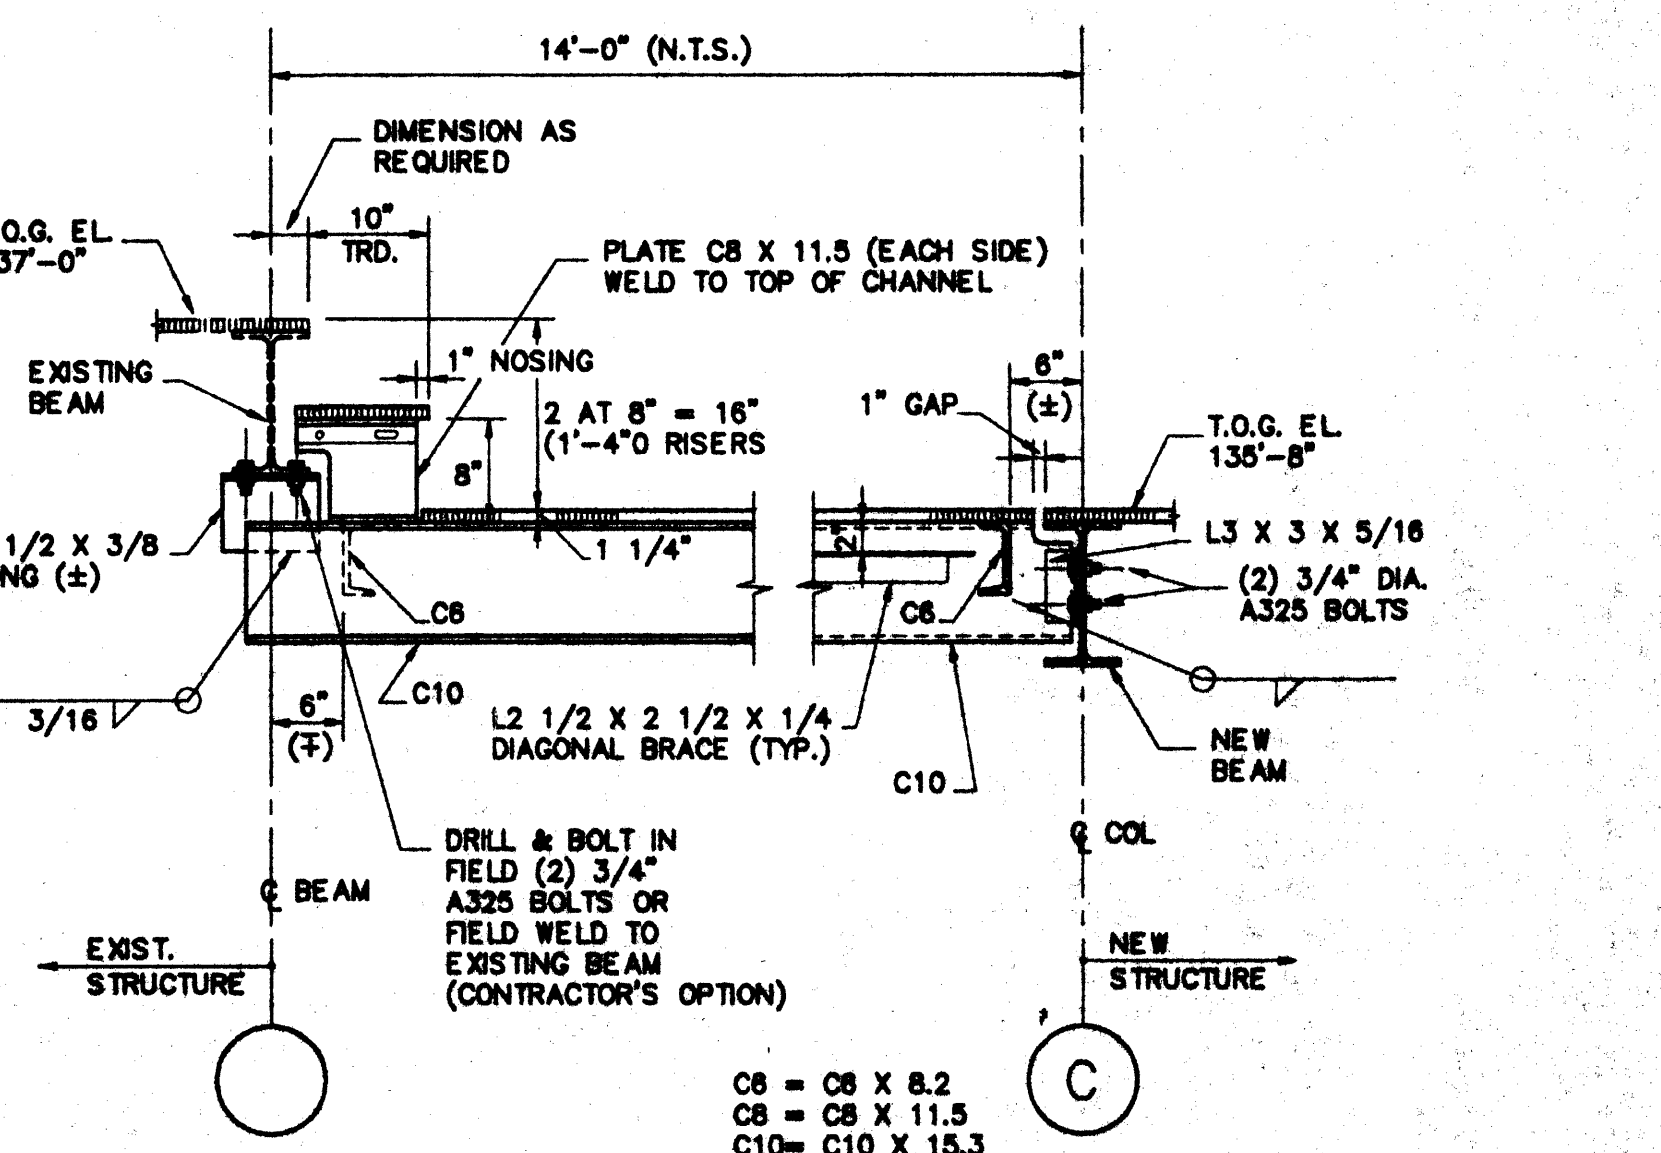 14'-0" (N.T.S.)
DIMENSION AS
REQUIRED
10"
TRD.
O.G. EL.
37'-0"
PLATE C8 X 11.5 (EACH SIDE)
WELD TO TOP OF CHANNEL
EXISTING
BEAM
1" NOSING
2 AT 8" = 16"
(1'-4"O RISERS
8"
6"
(±)
1" GAP
T.O.G. EL.
135'-8"
1/2 X 3/8
NG (±)
1 1/4"
2"
L3 X 3 X 5/16
(2) 3/4" DIA.
A325 BOLTS
C6
C6
C10
3/16
6"
(∓)
L2 1/2 X 2 1/2 X 1/4
DIAGONAL BRACE (TYP.)
C10
NEW
BEAM
DRILL & BOLT IN
FIELD (2) 3/4"
A325 BOLTS OR
FIELD WELD TO
EXISTING BEAM
(CONTRACTOR'S OPTION)
℄ BEAM
℄ COL
EXIST.
STRUCTURE
NEW
STRUCTURE
C
C6 = C6 X 8.2
C8 = C8 X 11.5
C10= C10 X 15.3